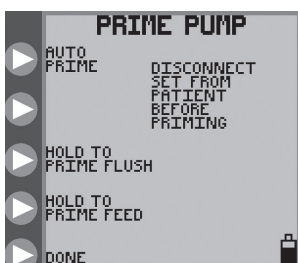 PRIME PUMP
AUTO
PRIME
DISCONNECT
SET FROM
PATIENT
BEFORE
PRIMING
HOLD TO
PRIME FLUSH
HOLD TO
PRIME FEED
DONE